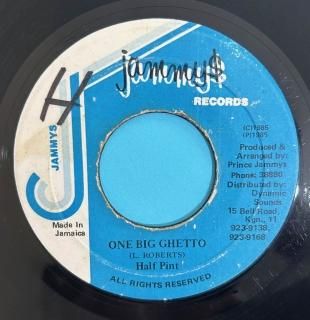 H
jammy$
RECORDS
JAMMYS
(C)1985
(P)1985
Produced &
Arranged by:
Prince Jammys
Phone: 38880
Distributed by:
Dynamic
Sounds
15 Bell Road,
Kgn., 11
923-9138,
923-9168
Made In
Jamaica
ONE BIG GHETTO
(L. ROBERTS)
Half Pint
ALL RIGHTS RESERVED